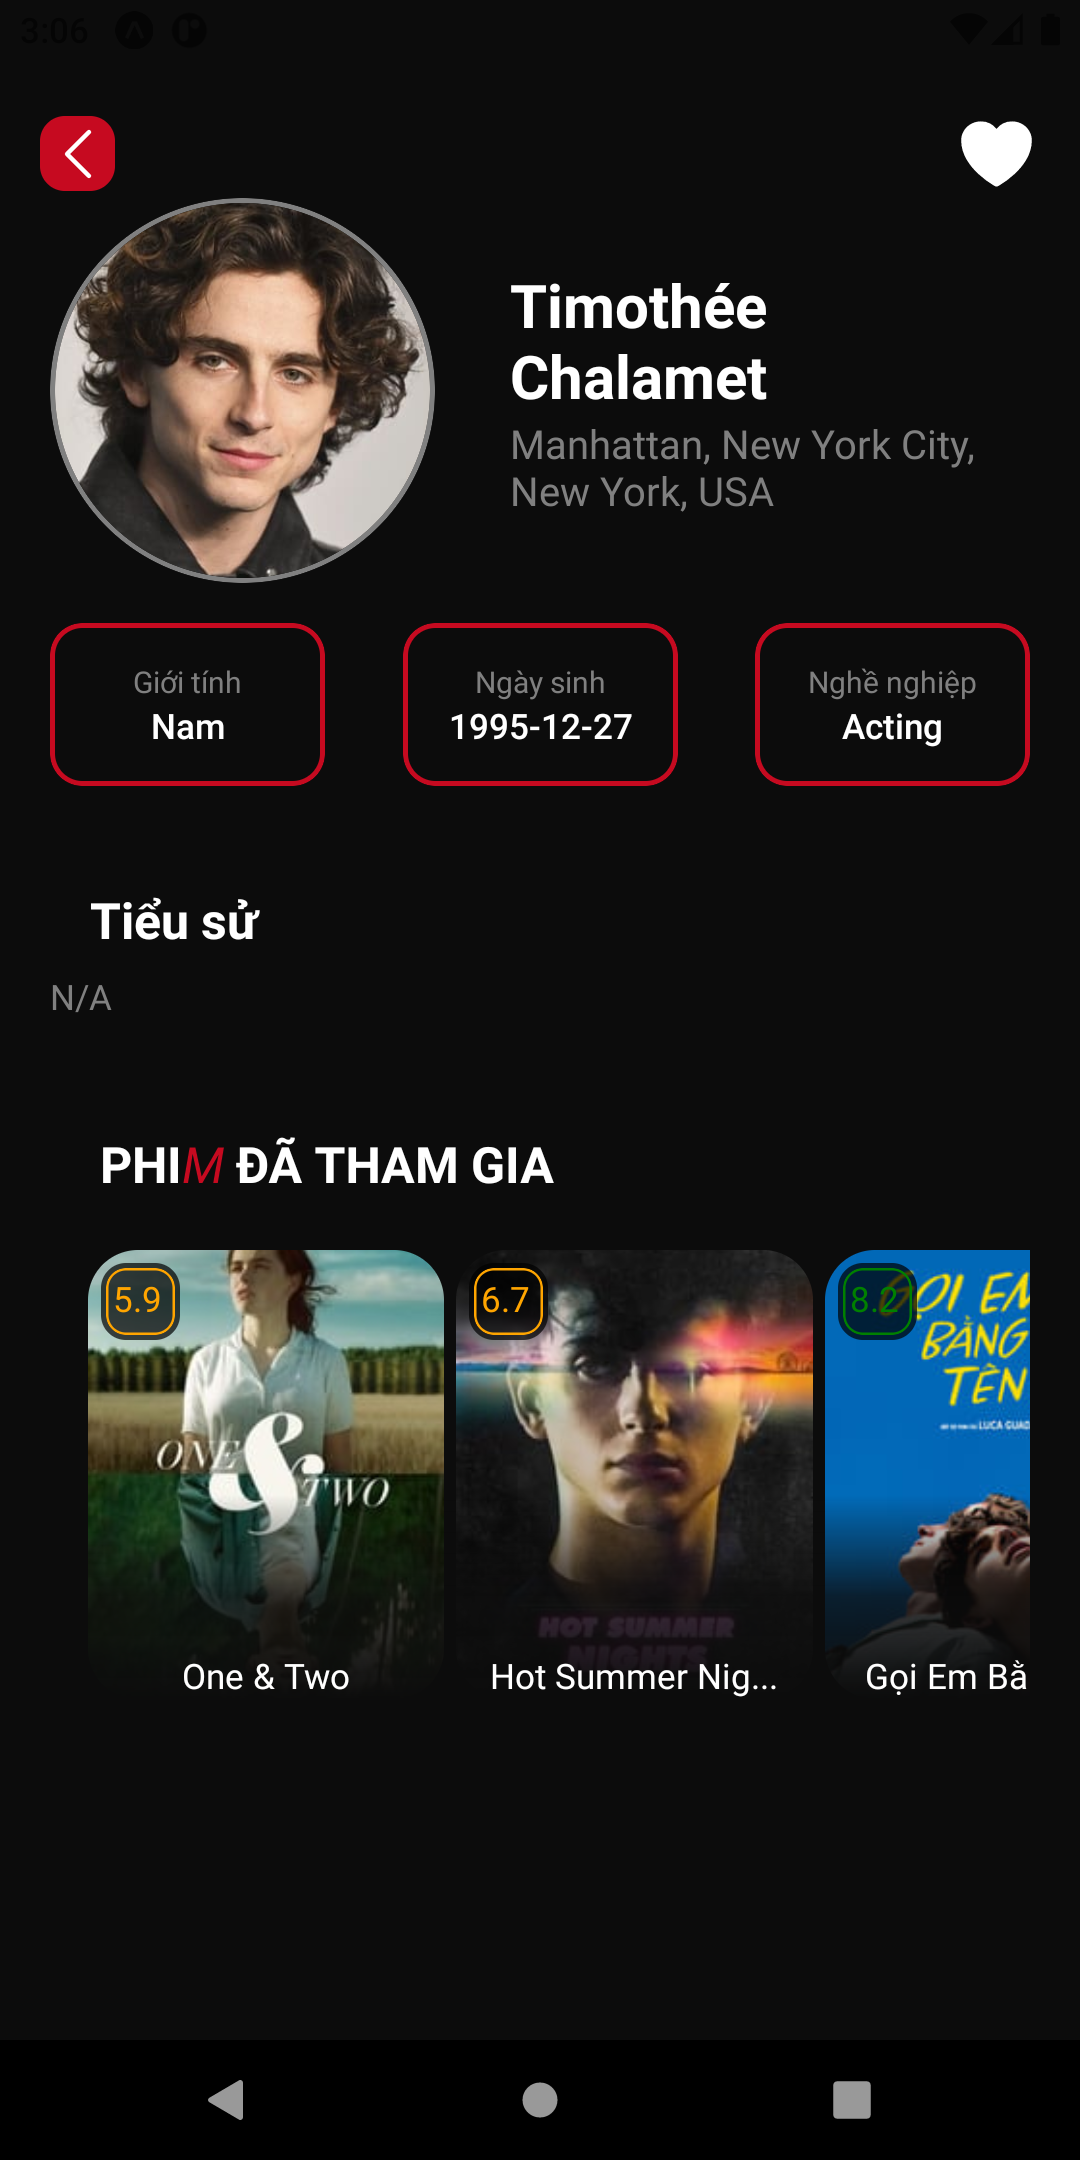 3:06
Timothée
Chalamet
Manhattan, New York City,
New York, USA
Giới tính
Nam
Ngày sinh
1995-12-27
Nghề nghiệp
Acting
Tiểu sử
N/A
PHIM ĐÃ THAM GIA
5.9
ONE & TWO
One & Two
6.7
HOT SUMMER
NIGHTS
Hot Summer Nig...
8.2
GỌI EM
BẰNG
TÊN
LUCA GUAD
Gọi Em Bằ